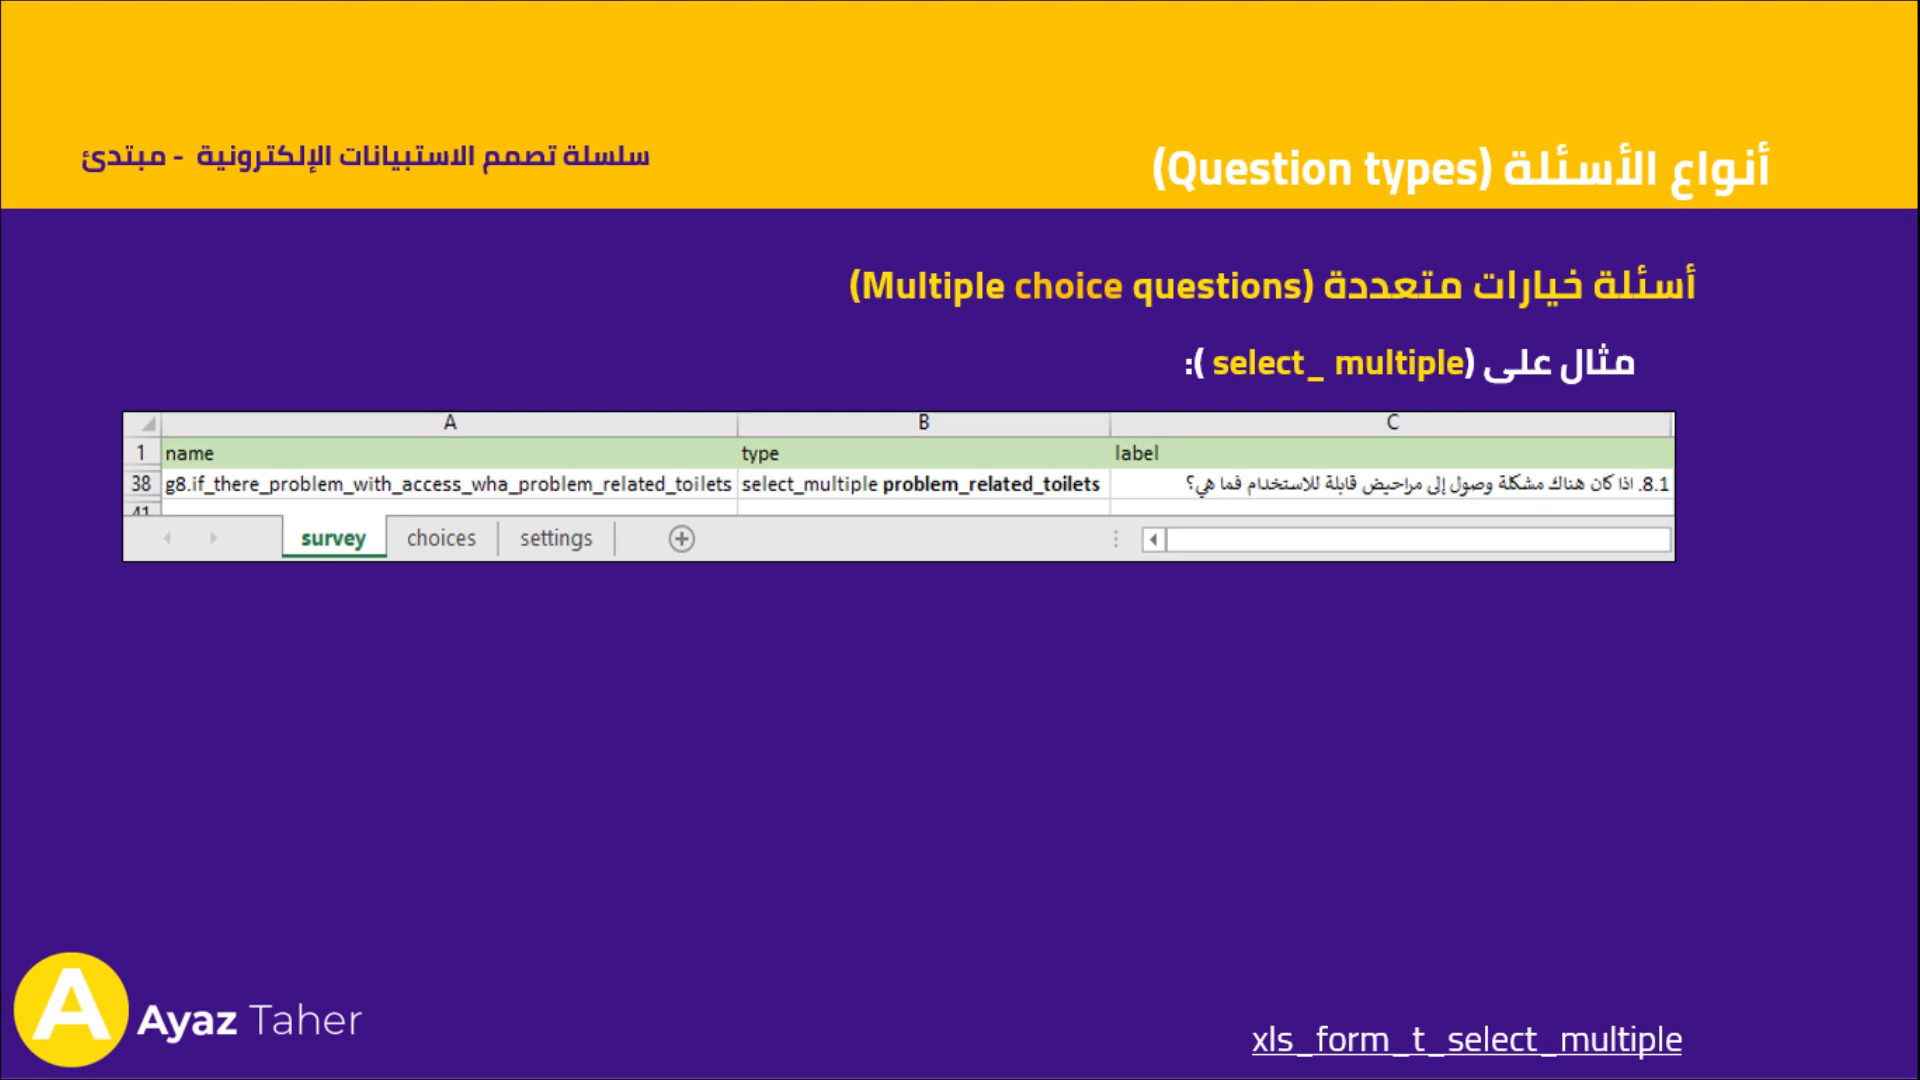 أنواع الأسئلة (Question types)
سلسلة تصمم الاستبيانات الإلكترونية - مبتدئ
أسئلة خيارات متعددة (Multiple choice questions)
مثال على (select_ multiple ):
A B C
1 name type label
38 g8.if_there_problem_with_access_wha_problem_related_toilets select_multiple problem_related_toilets 8.1. اذا كان هناك مشكلة وصول إلى مراحيض قابلة للاستخدام فما هي؟
41
survey choices settings
A Ayaz Taher
xls_form_t_select_multiple